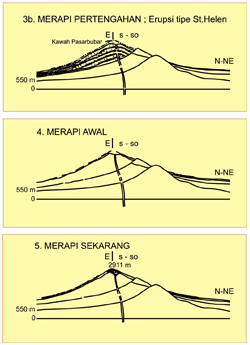 3b. MERAPI PERTENGAHAN ; Erupsi tipe St.Helen
Kawah Pasarbubar
E s - so
N-NE
550 m
0
4. MERAPI AWAL
E s - so
N-NE
550 m
0
5. MERAPI SEKARANG
E s - so
2911 m
N-NE
550 m
0